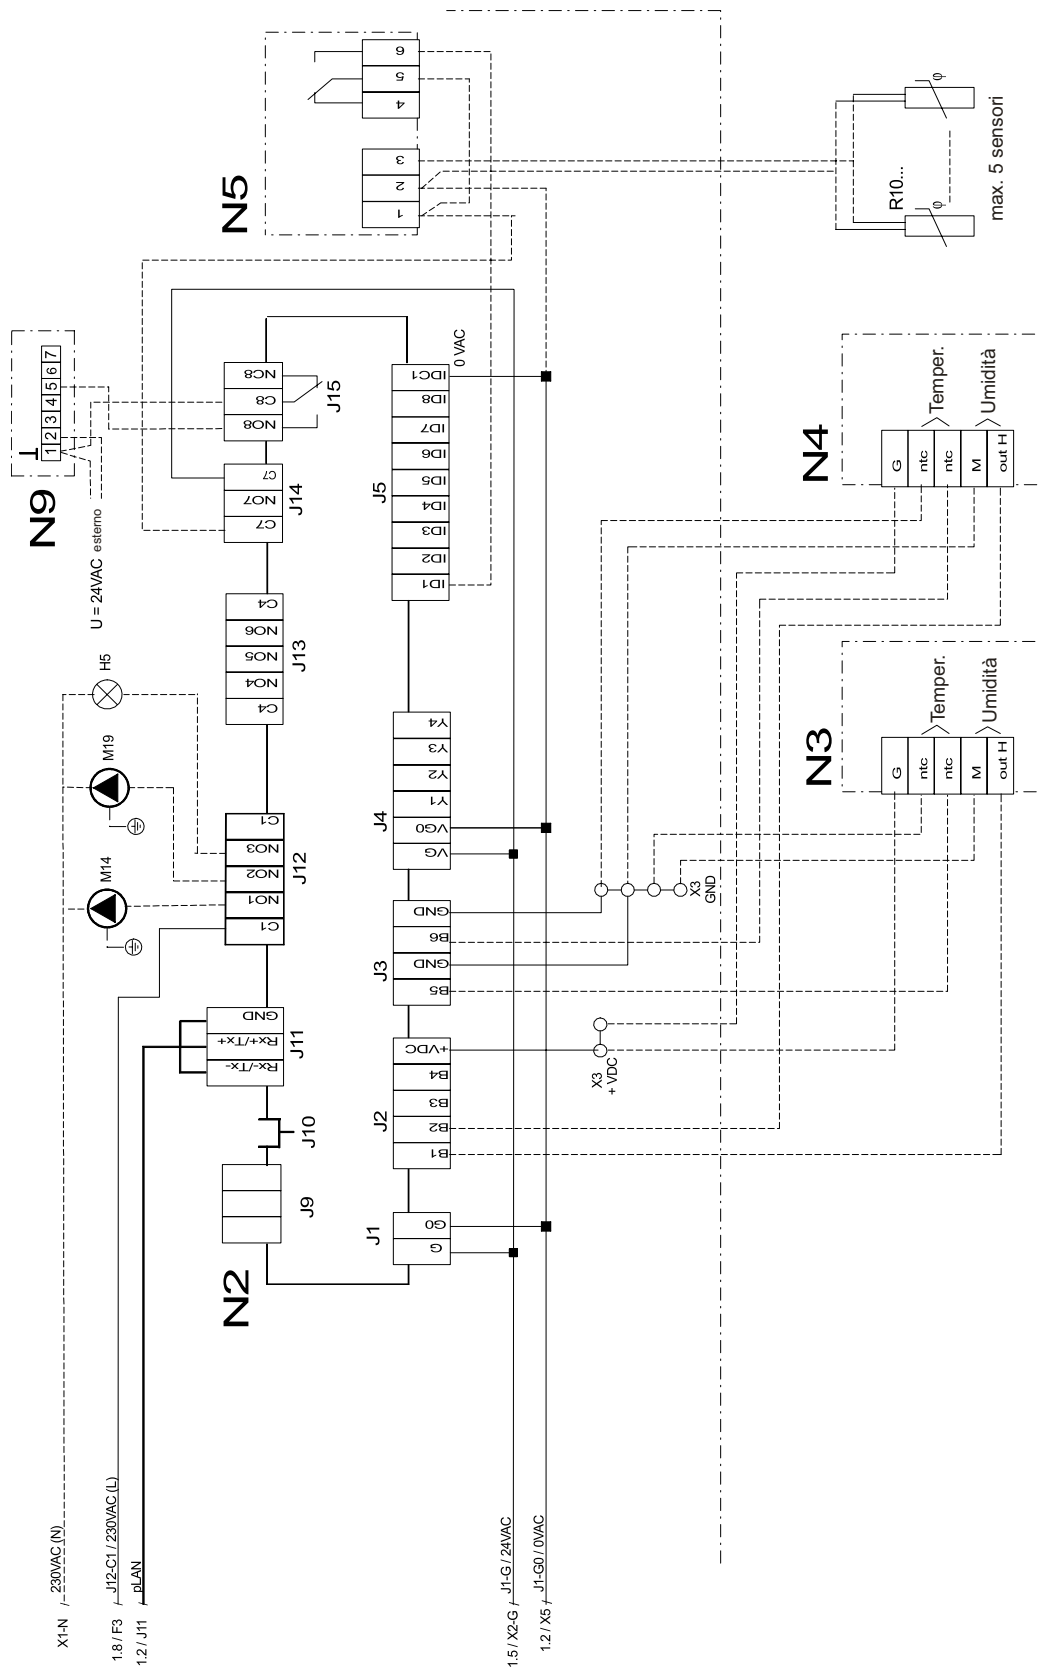 N5
6
5
4
3
2
1
R10...
φ
φ
max. 5 sensori
N9
1 2 3 4 5 6 7
U = 24VAC esterno
H5
M19
M14
NC8
C8
NO8
J15
C7
NO7
C7
J14
C4
NO6
NO5
NO4
C4
J13
C1
NO3
NO2
NO1
C1
J12
GND
Rx+/Tx+
Rx-/Tx-
J11
J10
J9
N2
0 VAC
IDC1
ID8
ID7
ID6
ID5
ID4
ID3
ID2
ID1
J5
Y4
Y3
Y2
Y1
VG0
VG
J4
GND
B6
GND
B5
J3
+VDC
B4
B3
B2
B1
J2
G0
G
J1
X3
GND
X3
+ VDC
N4
G
ntc
ntc
M
out H
Temper.
Umidità
N3
G
ntc
ntc
M
out H
Temper.
Umidità
X1-N / 230VAC (N)
1.8 / F3 / J12-C1 / 230VAC (L)
1.2 / J11 / pLAN
1.5 / X2-G / J1-G / 24VAC
1.2 / X5 / J1-G0 / 0VAC